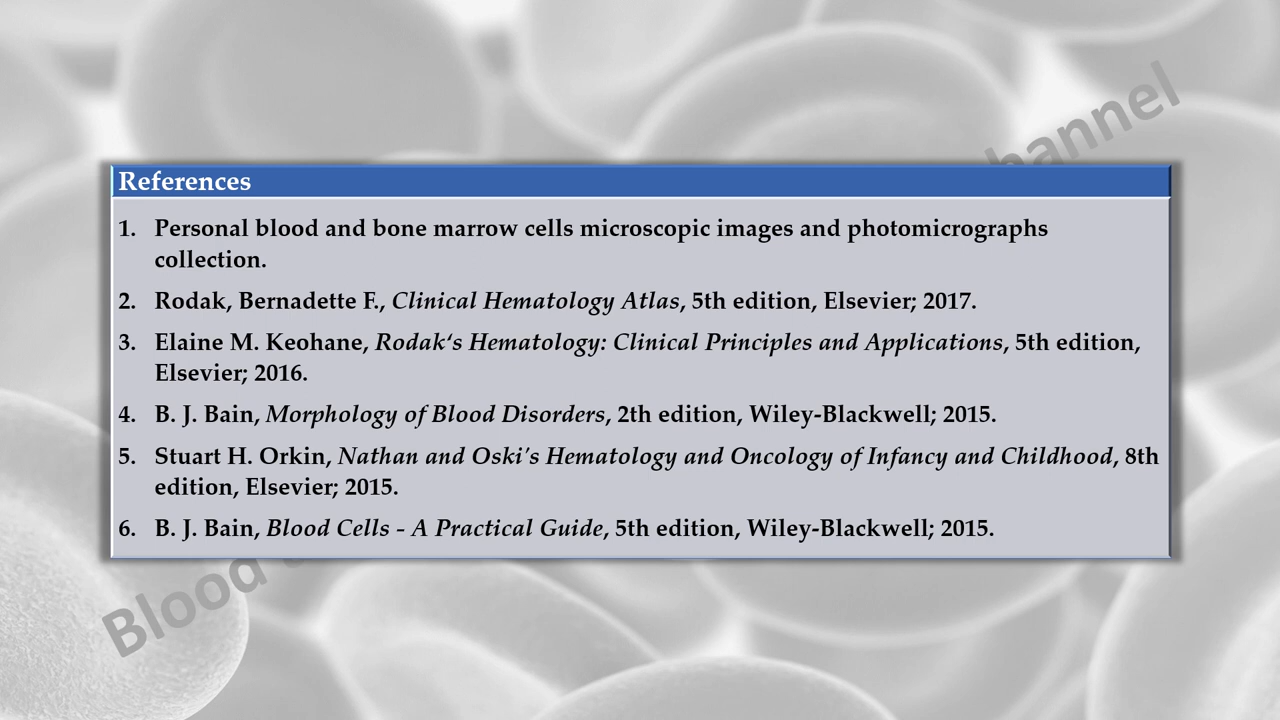 hannel
References
1. Personal blood and bone marrow cells microscopic images and photomicrographs
collection.
2. Rodak, Bernadette F., Clinical Hematology Atlas, 5th edition, Elsevier; 2017.
3. Elaine M. Keohane, Rodak‘s Hematology: Clinical Principles and Applications, 5th edition,
Elsevier; 2016.
4. B. J. Bain, Morphology of Blood Disorders, 2th edition, Wiley-Blackwell; 2015.
5. Stuart H. Orkin, Nathan and Oski's Hematology and Oncology of Infancy and Childhood, 8th
edition, Elsevier; 2015.
6. B. J. Bain, Blood Cells - A Practical Guide, 5th edition, Wiley-Blackwell; 2015.
Blood